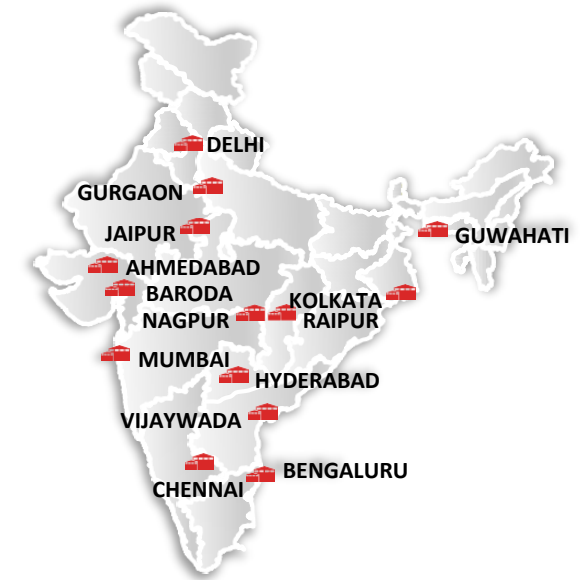 DELHI
GURGAON
JAIPUR
GUWAHATI
AHMEDABAD
BARODA
KOLKATA
NAGPUR
RAIPUR
MUMBAI
HYDERABAD
VIJAYWADA
BENGALURU
CHENNAI